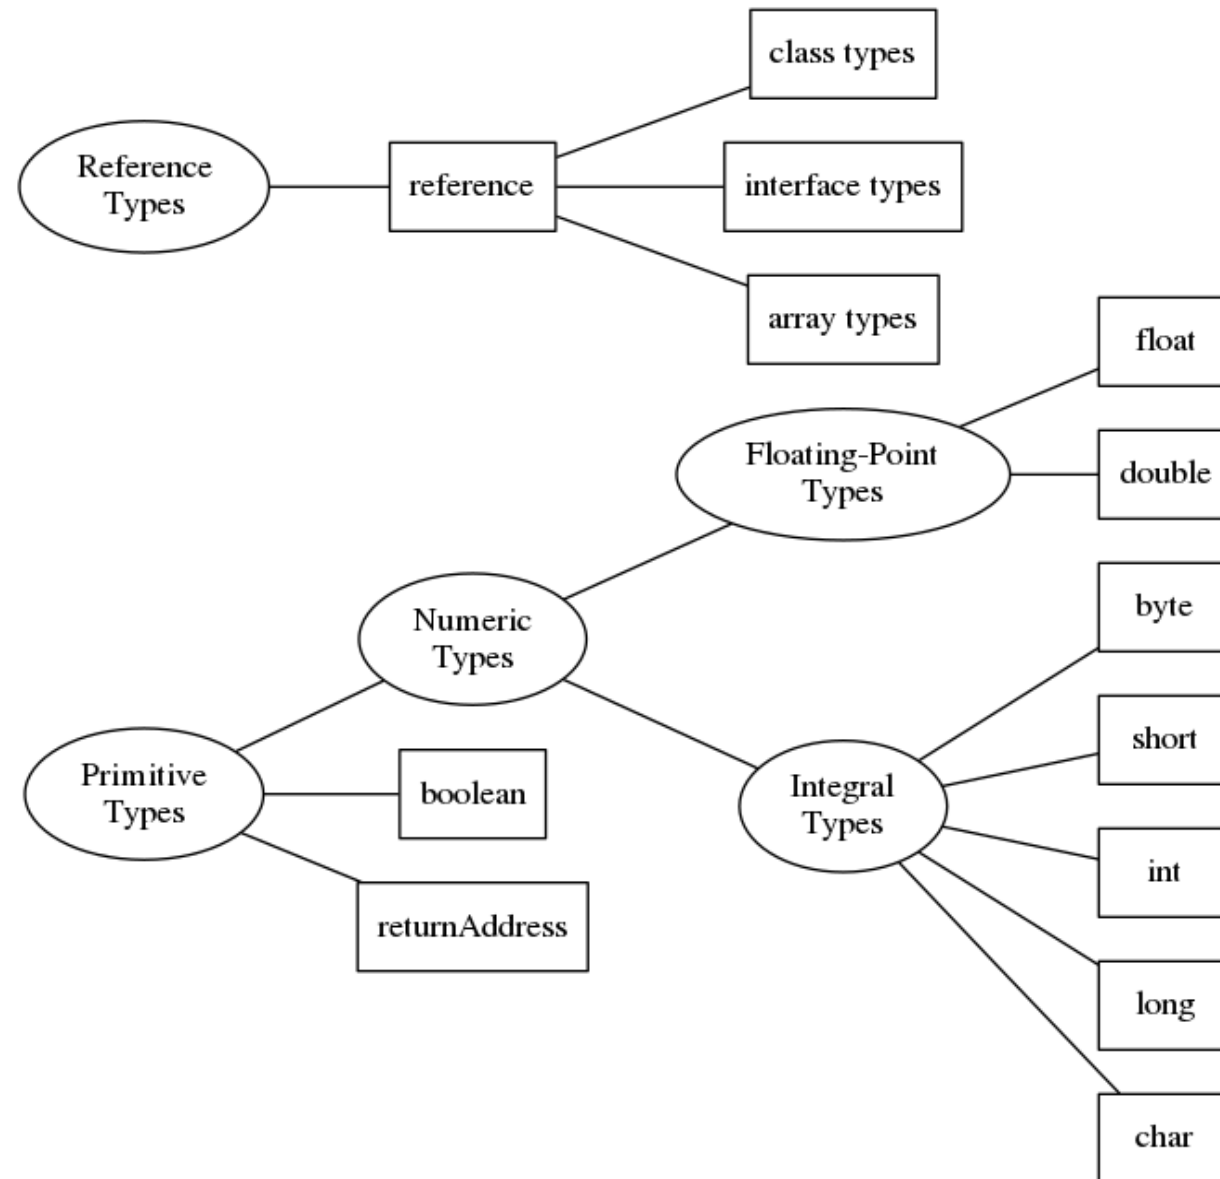 class types
Reference
Types
reference
interface types
array types
float
Floating-Point
Types
double
byte
Numeric
Types
short
Primitive
Types
boolean
Integral
Types
int
returnAddress
long
char